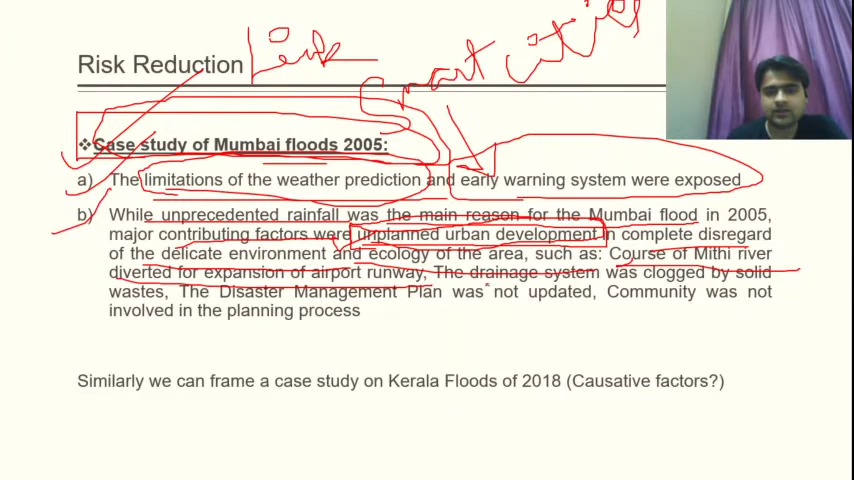 Risk Reduction
Smart cities
❖Case study of Mumbai floods 2005:
a) The limitations of the weather prediction and early warning system were exposed
b) While unprecedented rainfall was the main reason for the Mumbai flood in 2005,
major contributing factors were unplanned urban development in complete disregard
of the delicate environment and ecology of the area, such as: Course of Mithi river
diverted for expansion of airport runway, The drainage system was clogged by solid
wastes, The Disaster Management Plan was not updated, Community was not
involved in the planning process
Similarly we can frame a case study on Kerala Floods of 2018 (Causative factors?)